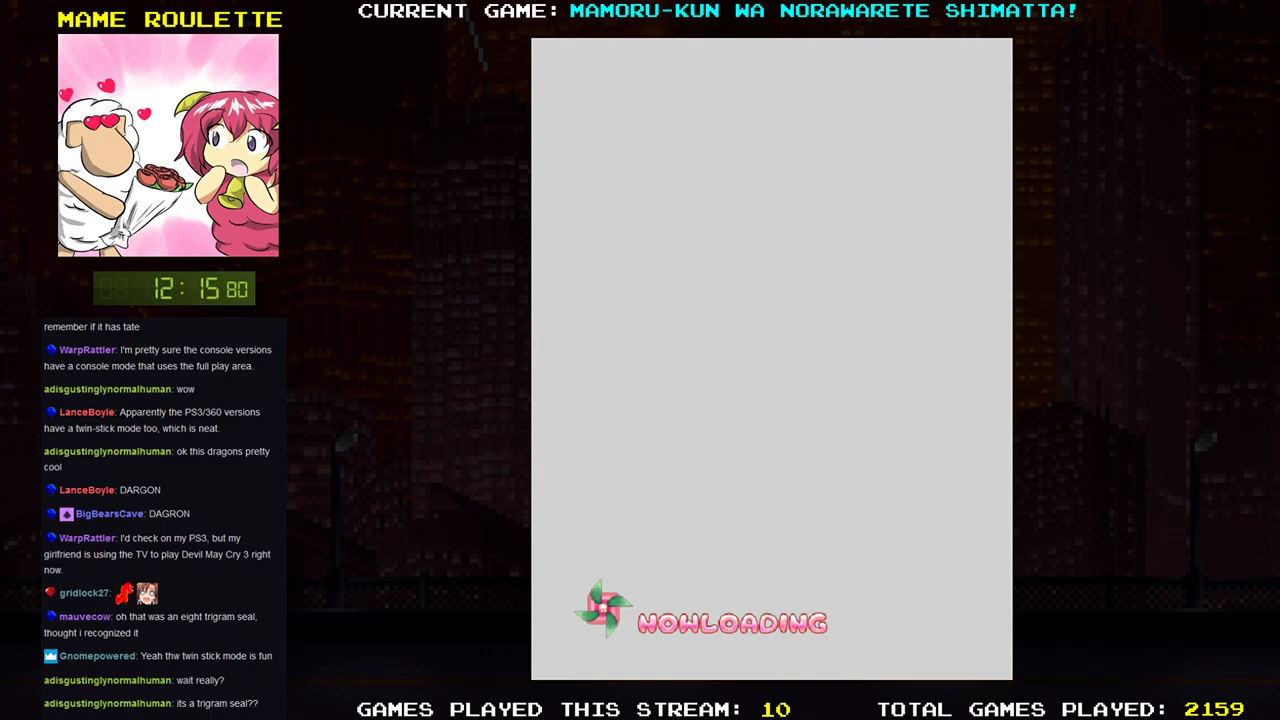 MAME ROULETTE
CURRENT GAME: MAMORU-KUN WA NORAWARETE SHIMATTA!
12:15 80
remember if it has tate
WarpRattler: I'm pretty sure the console versions
have a console mode that uses the full play area.
adisgustinglynormalhuman: wow
LanceBoyle: Apparently the PS3/360 versions
have a twin-stick mode too, which is neat.
adisgustinglynormalhuman: ok this dragons pretty
cool
LanceBoyle: DARGON
BigBearsCave: DAGRON
WarpRattler: I'd check on my PS3, but my
girlfriend is using the TV to play Devil May Cry 3 right
now.
gridlock27:
mauvecow: oh that was an eight trigram seal,
thought i recognized it
Gnomepowered: Yeah thw twin stick mode is fun
adisgustinglynormalhuman: wait really?
adisgustinglynormalhuman: its a trigram seal??
NOWLOADING
GAMES PLAYED THIS STREAM: 10
TOTAL GAMES PLAYED: 2159